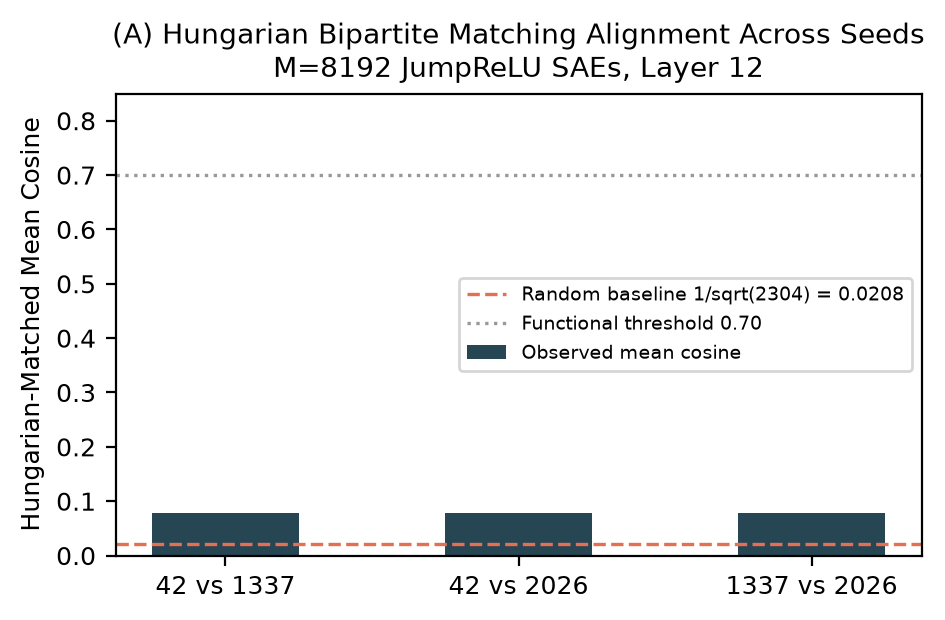 (A) Hungarian Bipartite Matching Alignment Across Seeds
M=8192 JumpReLU SAEs, Layer 12
Hungarian-Matched Mean Cosine
0.8
0.7
0.6
0.5
0.4
0.3
0.2
0.1
0.0
Random baseline 1/sqrt(2304) = 0.0208
Functional threshold 0.70
Observed mean cosine
42 vs 1337
42 vs 2026
1337 vs 2026